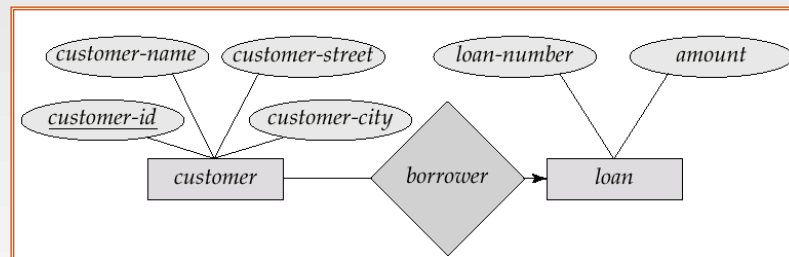 customer-name customer-street loan-number amount
customer-id customer-city
customer borrower loan